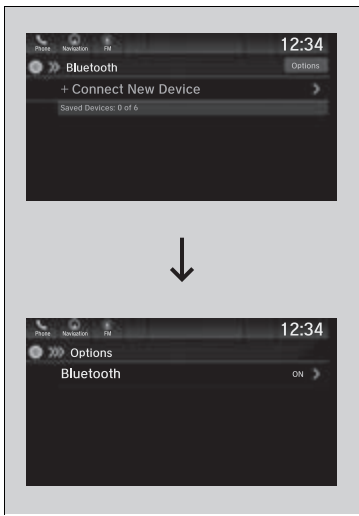 Phone Navigation FM 12:34
Bluetooth Options
+ Connect New Device
Saved Devices: 0 of 6
Phone Navigation FM 12:34
Options
Bluetooth ON